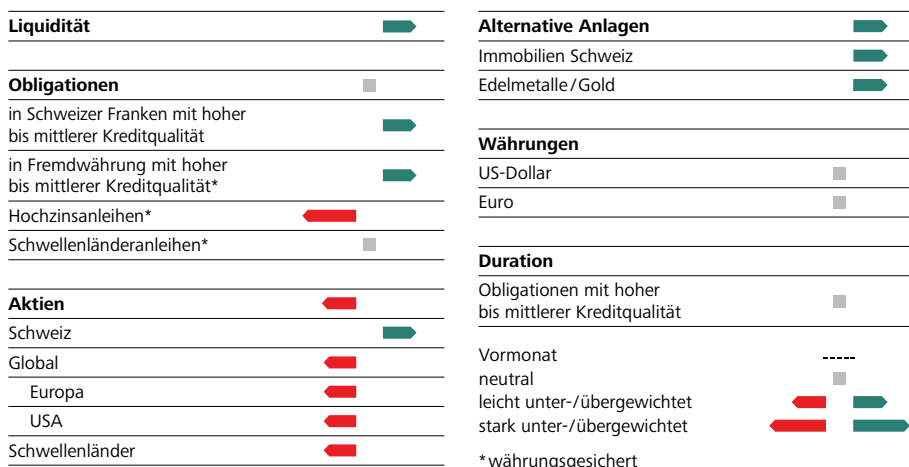 Liquidität
Obligationen
in Schweizer Franken mit hoher
bis mittlerer Kreditqualität
in Fremdwährung mit hoher
bis mittlerer Kreditqualität*
Hochzinsanleihen*
Schwellenländeranleihen*
Aktien
Schweiz
Global
Europa
USA
Schwellenländer
Alternative Anlagen
Immobilien Schweiz
Edelmetalle/Gold
Währungen
US-Dollar
Euro
Duration
Obligationen mit hoher
bis mittlerer Kreditqualität
Vormonat
neutral
leicht unter-/übergewichtet
stark unter-/übergewichtet
*währungsgesichert